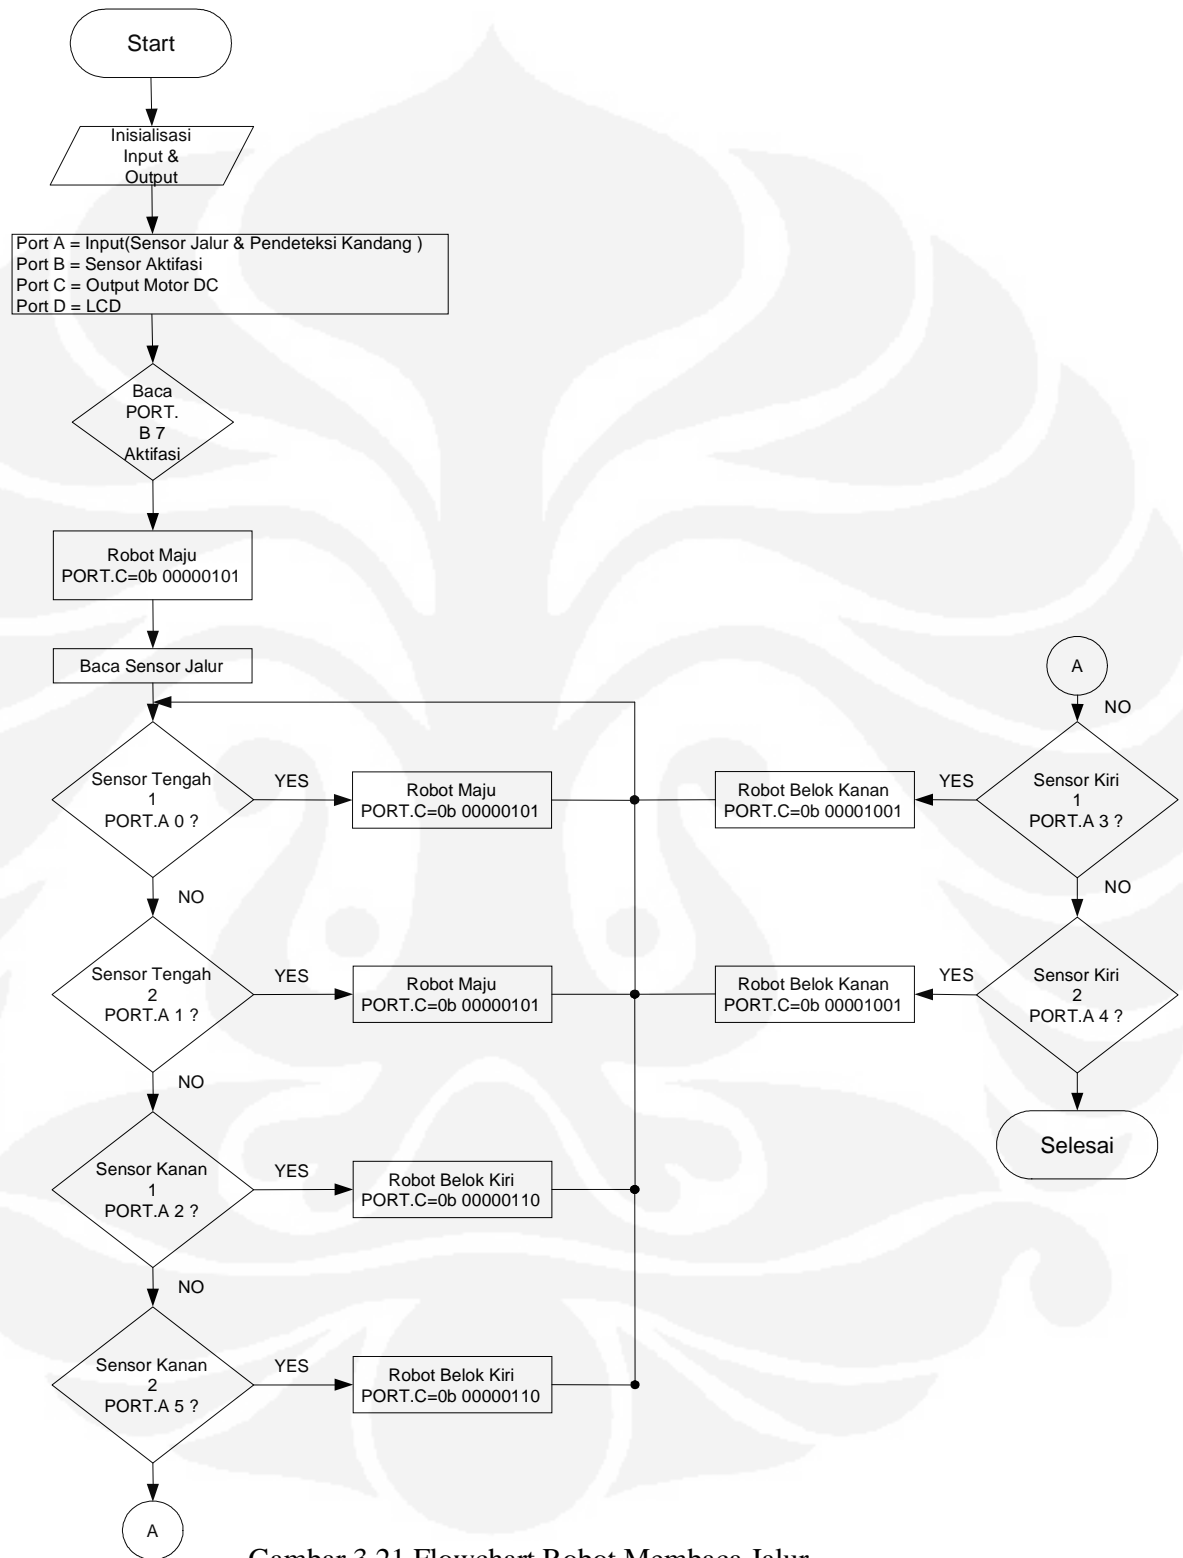 Start
Inisialisasi
Input &
Output
Port A = Input(Sensor Jalur & Pendeteksi Kandang )
Port B = Sensor Aktifasi
Port C = Output Motor DC
Port D = LCD
Baca
PORT.
B 7
Aktifasi
Robot Maju
PORT.C=0b 00000101
Baca Sensor Jalur
Sensor Tengah
1
PORT.A 0 ?
YES
Robot Maju
PORT.C=0b 00000101
NO
Sensor Tengah
2
PORT.A 1 ?
YES
Robot Maju
PORT.C=0b 00000101
NO
Sensor Kanan
1
PORT.A 2 ?
YES
Robot Belok Kiri
PORT.C=0b 00000110
NO
Sensor Kanan
2
PORT.A 5 ?
YES
Robot Belok Kiri
PORT.C=0b 00000110
A
A
NO
Sensor Kiri
1
PORT.A 3 ?
YES
Robot Belok Kanan
PORT.C=0b 00001001
NO
Sensor Kiri
2
PORT.A 4 ?
YES
Robot Belok Kanan
PORT.C=0b 00001001
Selesai
Gambar 3.21 Flowchart Robot Membaca Jalur